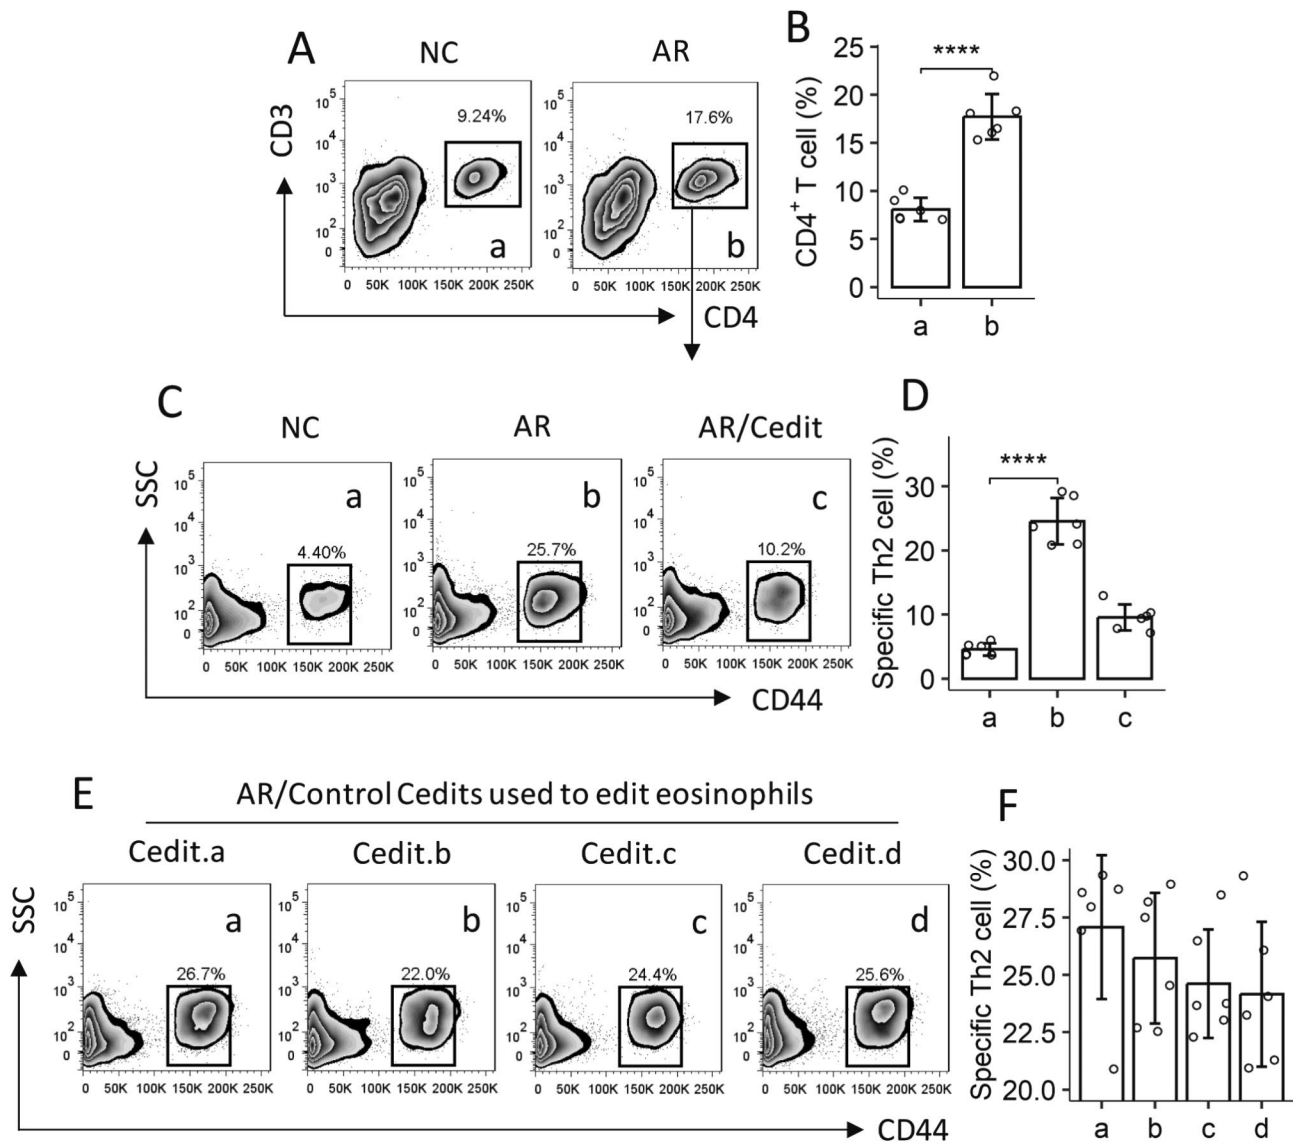 A
NC
AR
CD3
10^5
10^4
10^3
10^2
0
9.24%
a
0 50K 100K 150K 200K 250K
10^5
10^4
10^3
10^2
0
17.6%
b
0 50K 100K 150K 200K 250K
CD4
B
CD4+ T cell (%)
25
20
15
10
5
0
****
a b
C
NC
AR
AR/Cedit
SSC
10^5
10^4
10^3
10^2
0
a
4.40%
0 50K 100K 150K 200K 250K
10^5
10^4
10^3
10^2
0
b
25.7%
0 50K 100K 150K 200K 250K
10^5
10^4
10^3
10^2
0
c
10.2%
0 50K 100K 150K 200K 250K
CD44
D
Specific Th2 cell (%)
30
20
10
0
****
a b c
E
AR/Control Cedits used to edit eosinophils
Cedit.a
Cedit.b
Cedit.c
Cedit.d
SSC
10^5
10^4
10^3
10^2
0
a
26.7%
0 50K 100K 150K 200K 250K
10^5
10^4
10^3
10^2
0
b
22.0%
0 50K 100K 150K 200K 250K
10^5
10^4
10^3
10^2
0
c
24.4%
0 50K 100K 150K 200K 250K
10^5
10^4
10^3
10^2
0
d
25.6%
0 50K 100K 150K 200K 250K
CD44
F
Specific Th2 cell (%)
30.0
27.5
25.0
22.5
20.0
a b c d